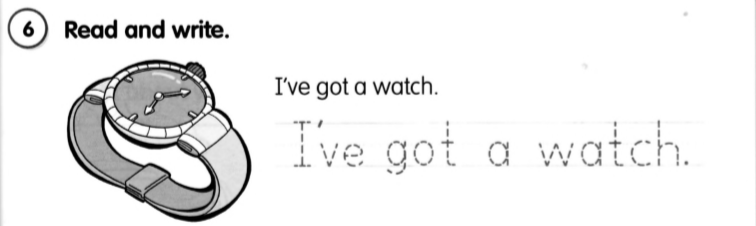 6 Read and write.
I've got a watch.
I've got a watch.